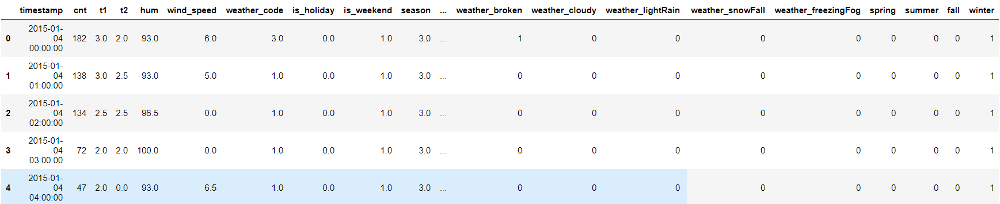 timestamp cnt t1 t2 hum wind_speed weather_code is_holiday is_weekend season ... weather_broken weather_cloudy weather_lightRain weather_snowFall weather_freezingFog spring summer fall winter
2015-01-
0 04 182 3.0 2.0 93.0 6.0 3.0 0.0 1.0 3.0 ... 1 0 0 0 0 0 0 0 1
00:00:00
2015-01-
1 04 138 3.0 2.5 93.0 5.0 1.0 0.0 1.0 3.0 ... 0 0 0 0 0 0 0 0 1
01:00:00
2015-01-
2 04 134 2.5 2.5 96.5 0.0 1.0 0.0 1.0 3.0 ... 0 0 0 0 0 0 0 0 1
02:00:00
2015-01-
3 04 72 2.0 2.0 100.0 0.0 1.0 0.0 1.0 3.0 ... 0 0 0 0 0 0 0 0 1
03:00:00
2015-01-
4 04 47 2.0 0.0 93.0 6.5 1.0 0.0 1.0 3.0 ... 0 0 0 0 0 0 0 0 1
04:00:00